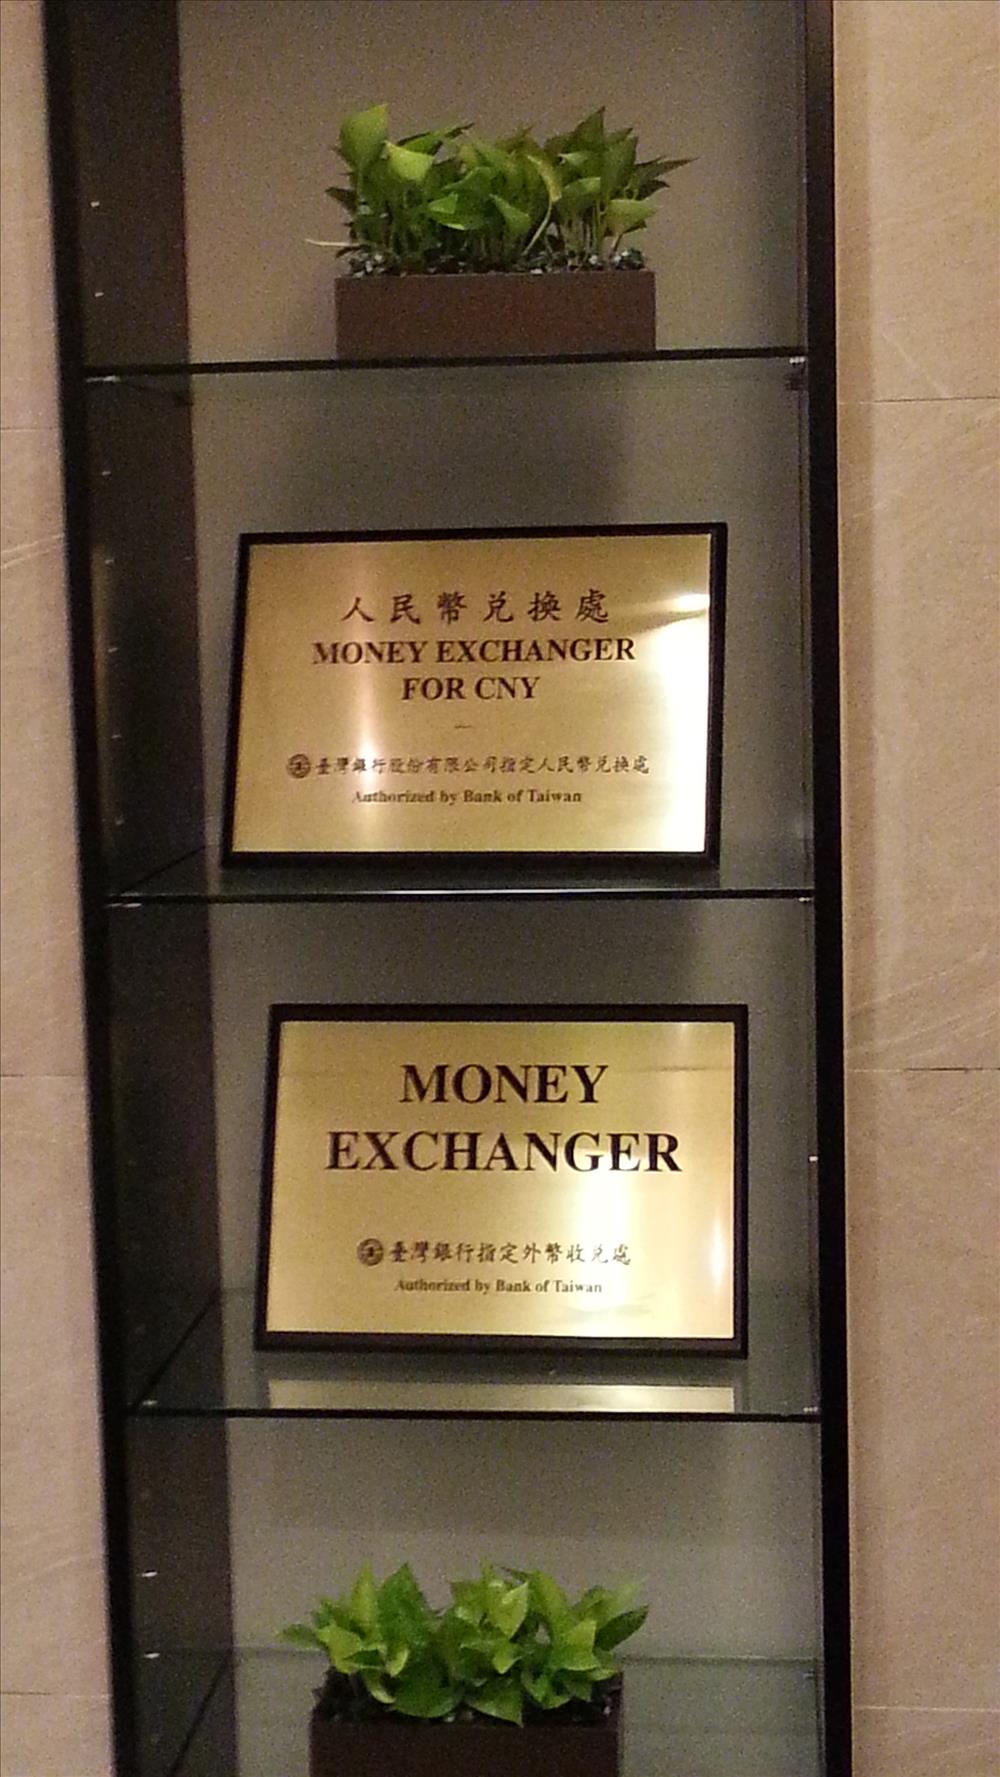 人民幣兌換處
MONEY EXCHANGER
FOR CNY
臺灣銀行股份有限公司指定人民幣兌換處
Authorized by Bank of Taiwan
MONEY
EXCHANGER
臺灣銀行指定外幣收兌處
Authorized by Bank of Taiwan